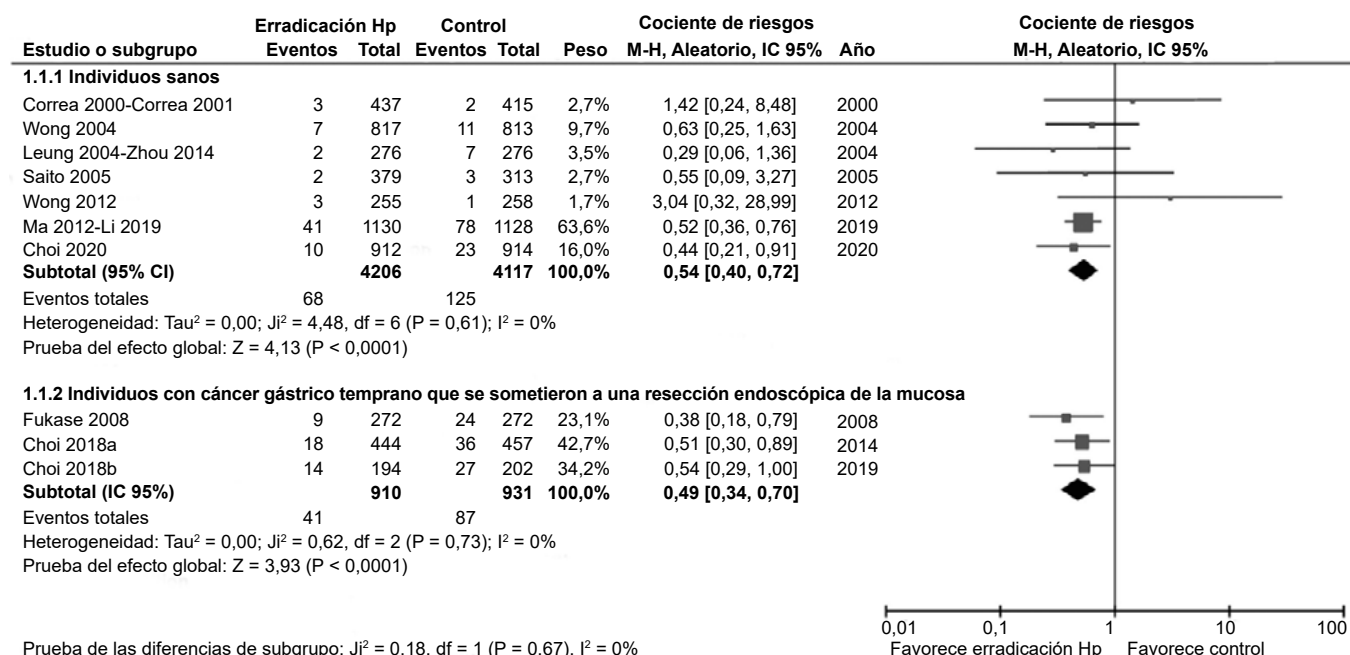 Erradicación Hp Control Cociente de riesgos Cociente de riesgos
Estudio o subgrupo Eventos Total Eventos Total Peso M-H, Aleatorio, IC 95% Año M-H, Aleatorio, IC 95%
1.1.1 Individuos sanos
Correa 2000-Correa 2001 3 437 2 415 2,7% 1,42 [0,24, 8,48] 2000
Wong 2004 7 817 11 813 9,7% 0,63 [0,25, 1,63] 2004
Leung 2004-Zhou 2014 2 276 7 276 3,5% 0,29 [0,06, 1,36] 2004
Saito 2005 2 379 3 313 2,7% 0,55 [0,09, 3,27] 2005
Wong 2012 3 255 1 258 1,7% 3,04 [0,32, 28,99] 2012
Ma 2012-Li 2019 41 1130 78 1128 63,6% 0,52 [0,36, 0,76] 2019
Choi 2020 10 912 23 914 16,0% 0,44 [0,21, 0,91] 2020
Subtotal (95% CI) 4206 4117 100,0% 0,54 [0,40, 0,72]
Eventos totales 68 125
Heterogeneidad: Tau² = 0,00; Ji² = 4,48, df = 6 (P = 0,61); I² = 0%
Prueba del efecto global: Z = 4,13 (P < 0,0001)
1.1.2 Individuos con cáncer gástrico temprano que se sometieron a una resección endoscópica de la mucosa
Fukase 2008 9 272 24 272 23,1% 0,38 [0,18, 0,79] 2008
Choi 2018a 18 444 36 457 42,7% 0,51 [0,30, 0,89] 2014
Choi 2018b 14 194 27 202 34,2% 0,54 [0,29, 1,00] 2019
Subtotal (IC 95%) 910 931 100,0% 0,49 [0,34, 0,70]
Eventos totales 41 87
Heterogeneidad: Tau² = 0,00; Ji² = 0,62, df = 2 (P = 0,73); I² = 0%
Prueba del efecto global: Z = 3,93 (P < 0,0001)
0,01 0,1 1 10 100
Prueba de las diferencias de subgrupo: Ji² = 0,18, df = 1 (P = 0,67), I² = 0% Favorece erradicación Hp Favorece control